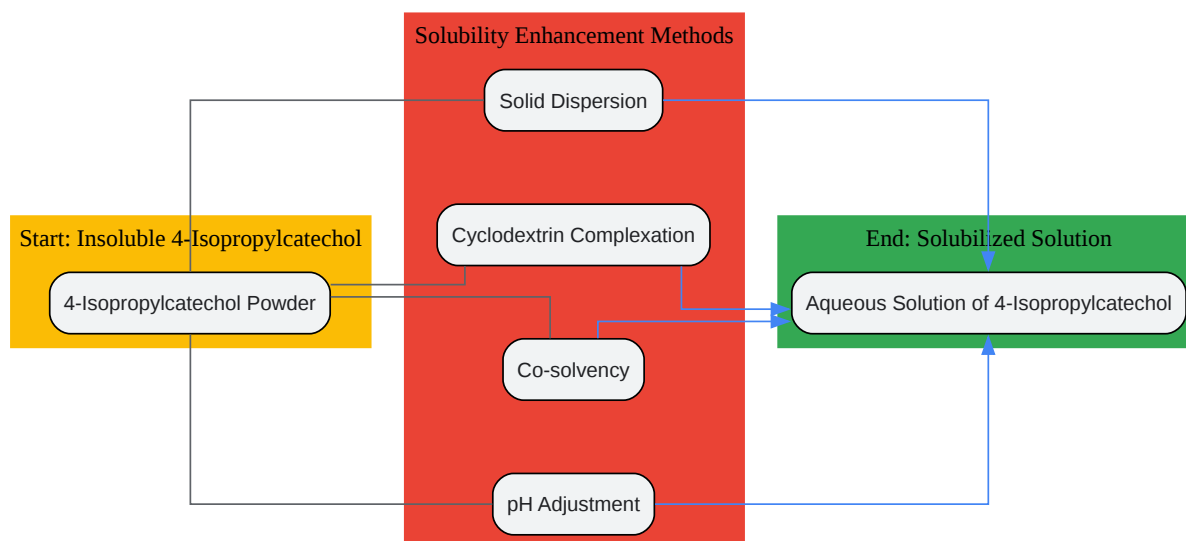 Solubility Enhancement Methods
Solid Dispersion
Cyclodextrin Complexation
Co-solvency
pH Adjustment
Start: Insoluble 4-Isopropylcatechol
4-Isopropylcatechol Powder
End: Solubilized Solution
Aqueous Solution of 4-Isopropylcatechol